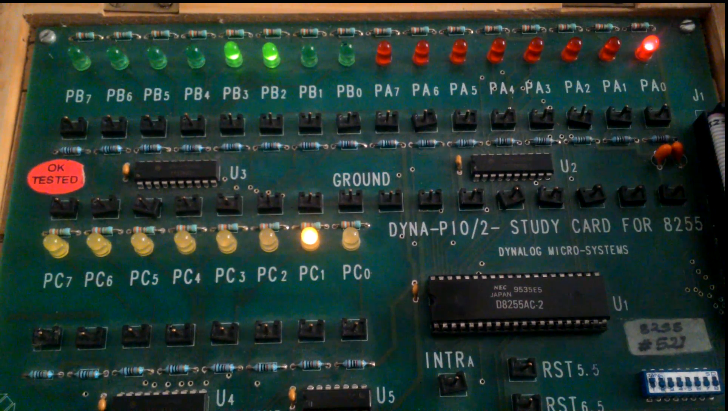 PB7 PB6 PB5 PB4 PB3 PB2 PB1 PB0 PA7 PA6 PA5 PA4 PA3 PA2 PA1 PA0
J1
OK
TESTED
U3
GROUND
U2
DYNA-PIO/2- STUDY CARD FOR 8255
DYNALOG MICRO-SYSTEMS
PC7 PC6 PC5 PC4 PC3 PC2 PC1 PC0
NEC 9535E5
JAPAN
D8255AC-2
U1
8255
#521
INTRA
RST5.5
U4
U5
RST6.5